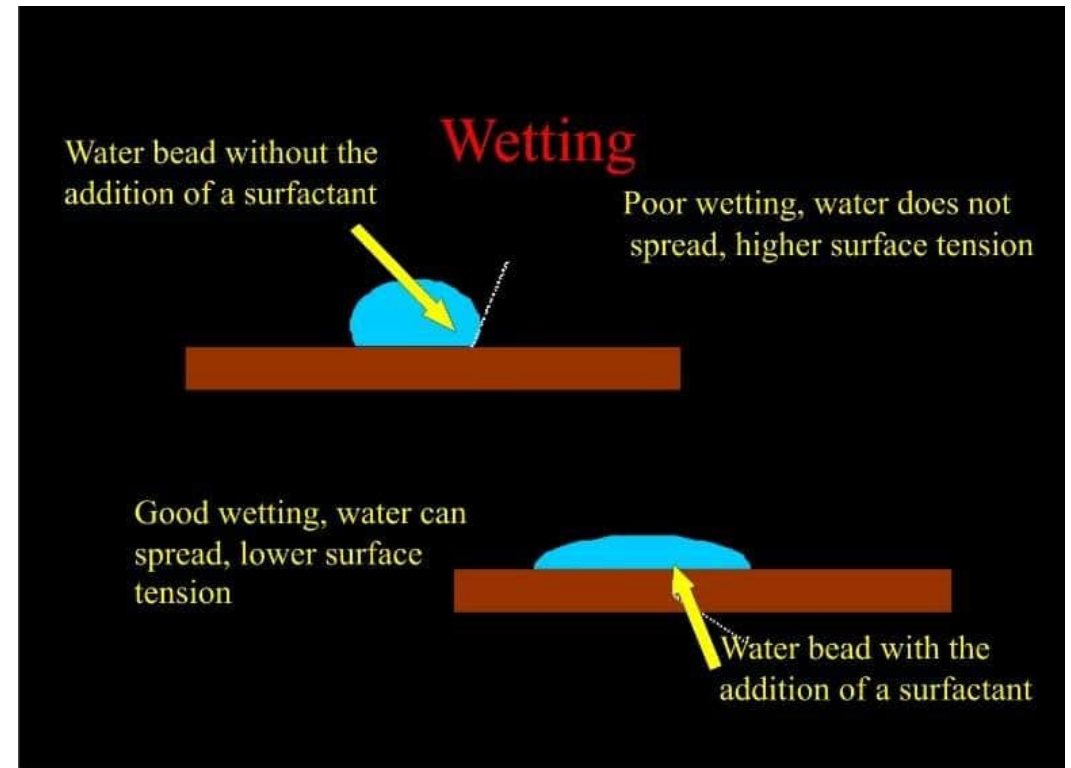 Wetting
Water bead without the
addition of a surfactant
Poor wetting, water does not
spread, higher surface tension
Good wetting, water can
spread, lower surface
tension
Water bead with the
addition of a surfactant